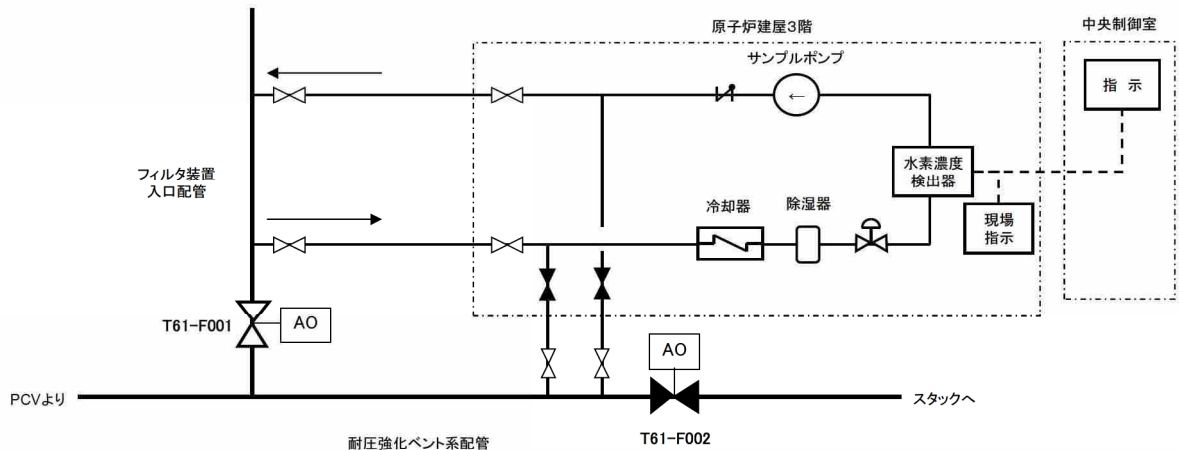 原子炉建屋3階
中央制御室
サンプルポンプ
←
指 示
水素濃度
検出器
フィルタ装置
入口配管
冷却器
除湿器
現場
指示
T61-F001
AO
AO
PCVより
スタックへ
T61-F002
耐圧強化ベント系配管